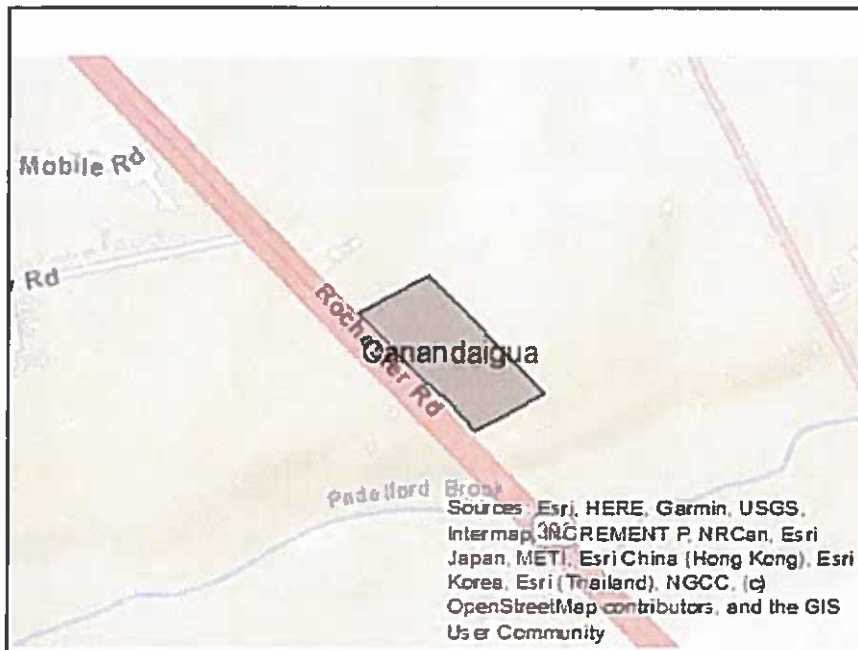 Mobile Rd
Rd
Rochester Rd
Canandaigua
Padelford Brook
Sources: Esri, HERE, Garmin, USGS,
Intermap, INCREMENT P, NRCan, Esri
Japan, METI, Esri China (Hong Kong), Esri
Korea, Esri (Thailand), NGCC, (c)
OpenStreetMap contributors, and the GIS
User Community